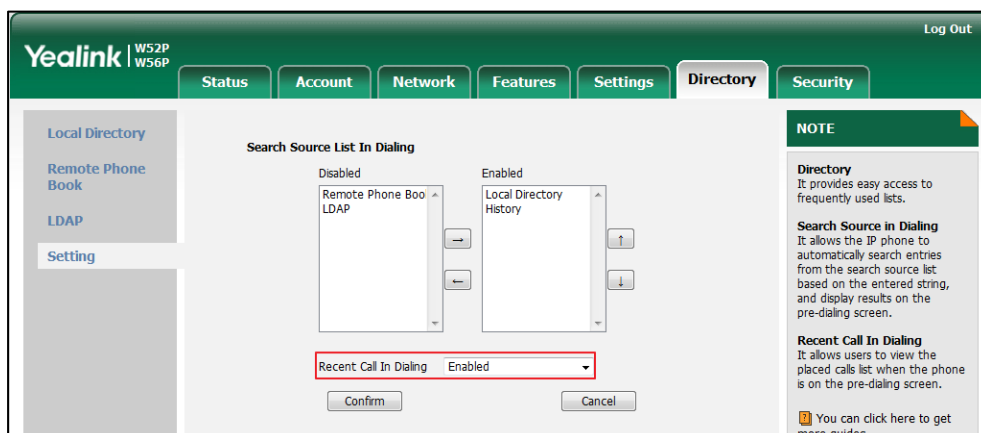 Log Out
Yealink | W52P
W56P
Status
Account
Network
Features
Settings
Directory
Security
Local Directory
Remote Phone
Book
LDAP
Setting
Search Source List In Dialing
Disabled
Enabled
Remote Phone Boo
LDAP
Local Directory
History
→
←
↑
↓
Recent Call In Dialing
Enabled
Confirm
Cancel
NOTE
Directory
It provides easy access to
frequently used lists.
Search Source in Dialing
It allows the IP phone to
automatically search entries
from the search source list
based on the entered string,
and display results on the
pre-dialing screen.
Recent Call In Dialing
It allows users to view the
placed calls list when the phone
is on the pre-dialing screen.
You can click here to get
more guides